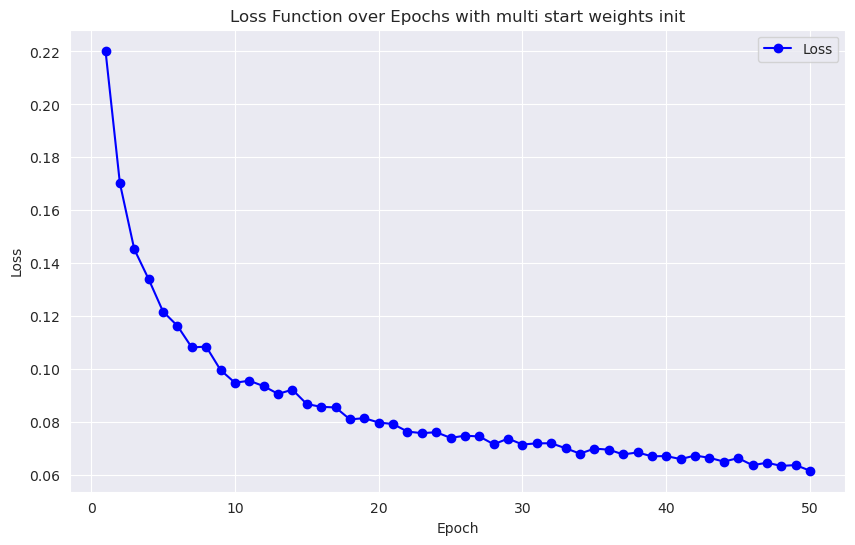 Loss Function over Epochs with multi start weights init
Loss
0.22
0.20
0.18
0.16
0.14
0.12
0.10
0.08
0.06
Loss
0 10 20 30 40 50
Epoch